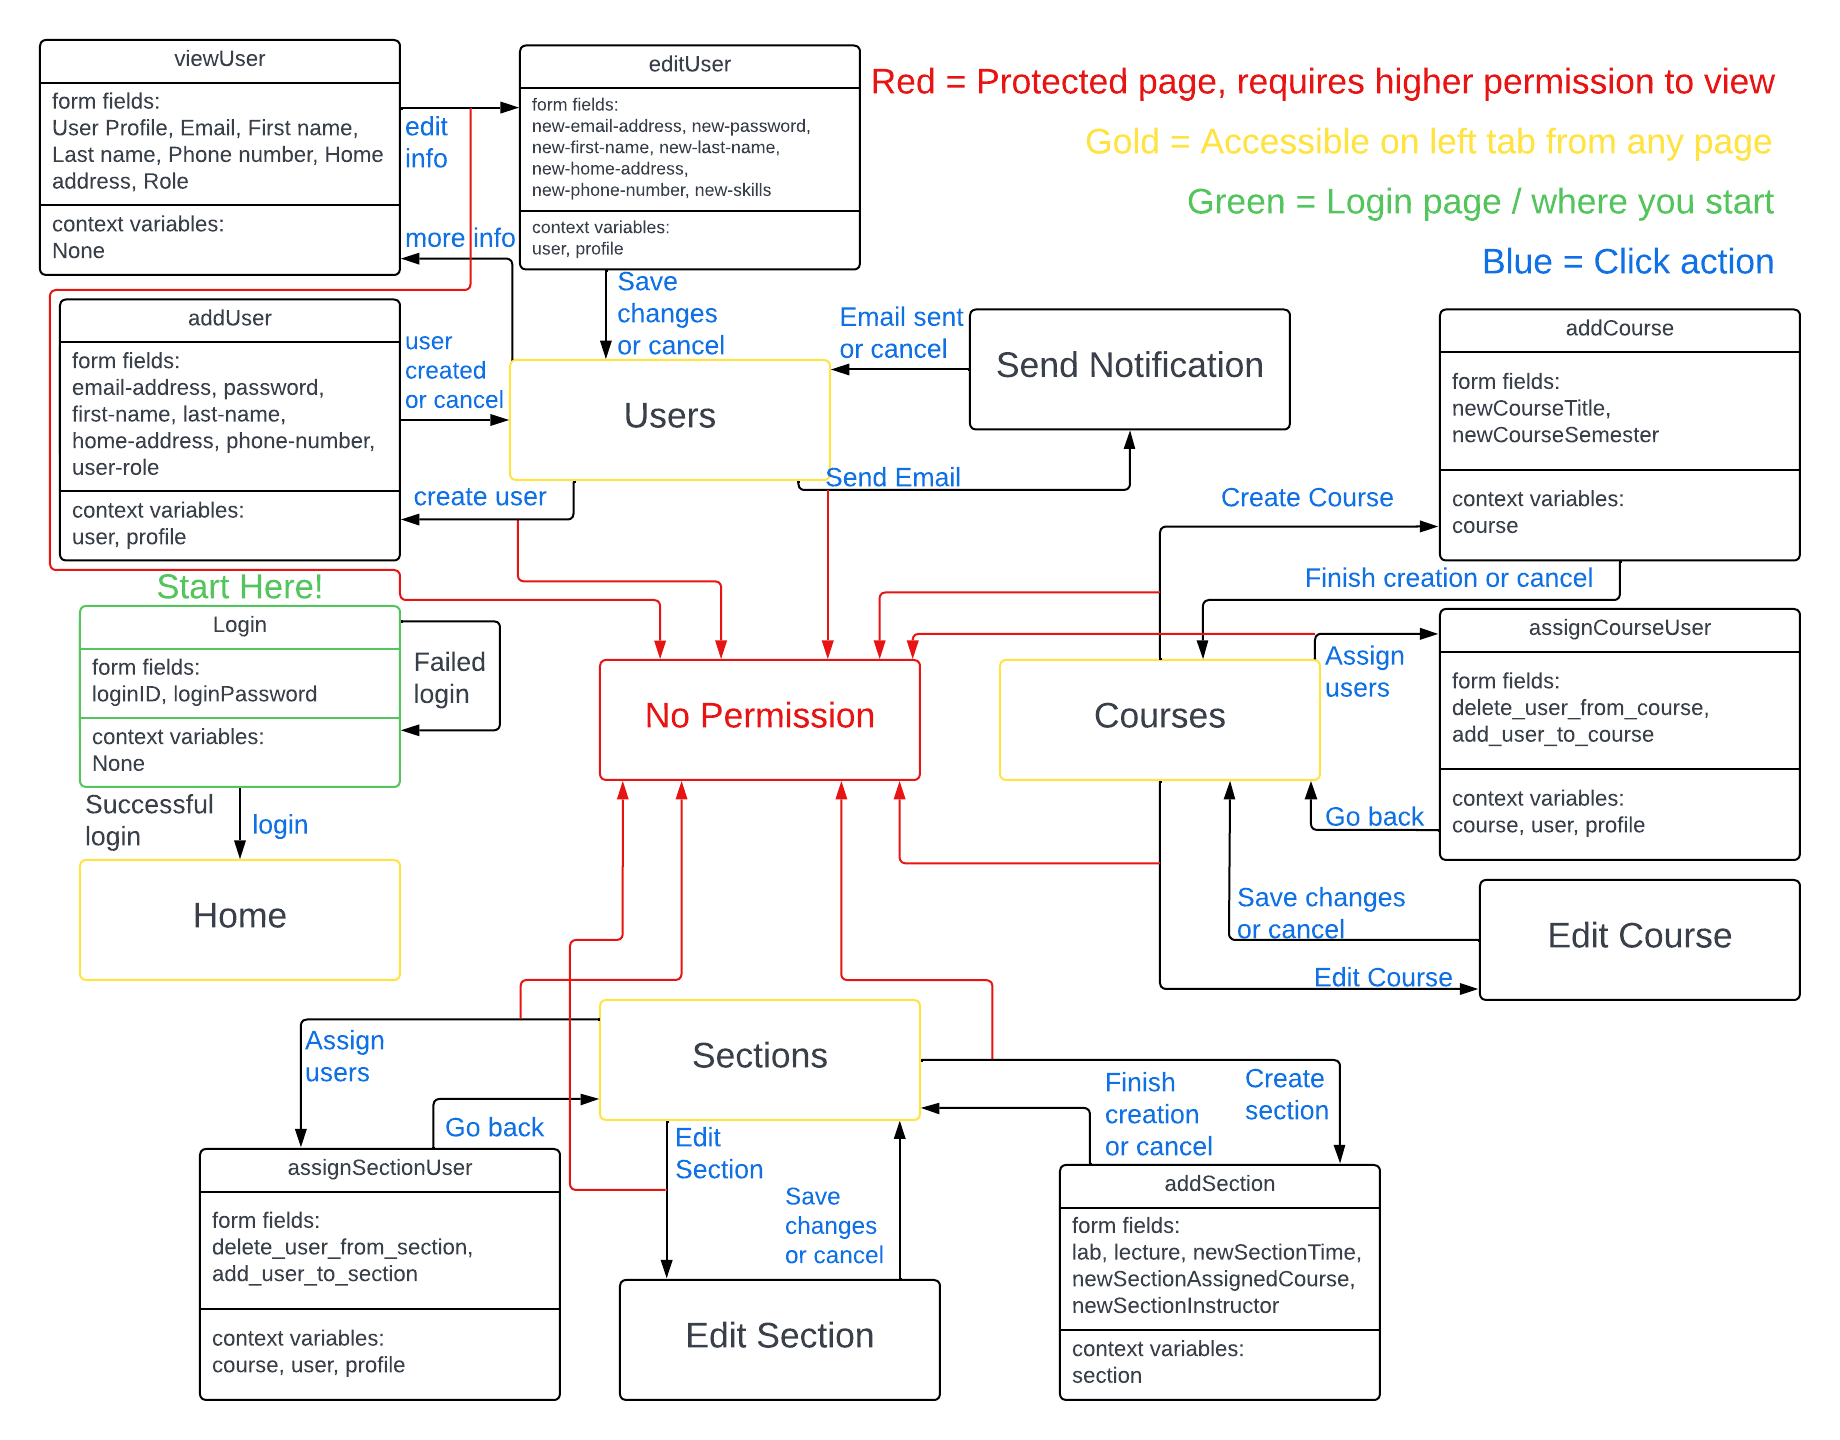 viewUser
form fields:
User Profile, Email, First name,
Last name, Phone number, Home
address, Role
context variables:
None
edit
info
more info
editUser
form fields:
new-email-address, new-password,
new-first-name, new-last-name,
new-home-address,
new-phone-number, new-skills
context variables:
user, profile
Red = Protected page, requires higher permission to view
Gold = Accessible on left tab from any page
Green = Login page / where you start
Blue = Click action
Save
changes
or cancel
addUser
form fields:
email-address, password,
first-name, last-name,
home-address, phone-number,
user-role
context variables:
user, profile
user
created
or cancel
create user
Users
Email sent
or cancel
Send Notification
Send Email
addCourse
form fields:
newCourseTitle,
newCourseSemester
context variables:
course
Create Course
Finish creation or cancel
Start Here!
Login
form fields:
loginID, loginPassword
context variables:
None
Failed
login
Successful
login
login
Home
No Permission
Courses
Assign
users
assignCourseUser
form fields:
delete_user_from_course,
add_user_to_course
context variables:
course, user, profile
Go back
Save changes
or cancel
Edit Course
Edit Course
Sections
Assign
users
Go back
assignSectionUser
form fields:
delete_user_from_section,
add_user_to_section
context variables:
course, user, profile
Edit
Section
Save
changes
or cancel
Edit Section
Finish
creation
or cancel
Create
section
addSection
form fields:
lab, lecture, newSectionTime,
newSectionAssignedCourse,
newSectionInstructor
context variables:
section